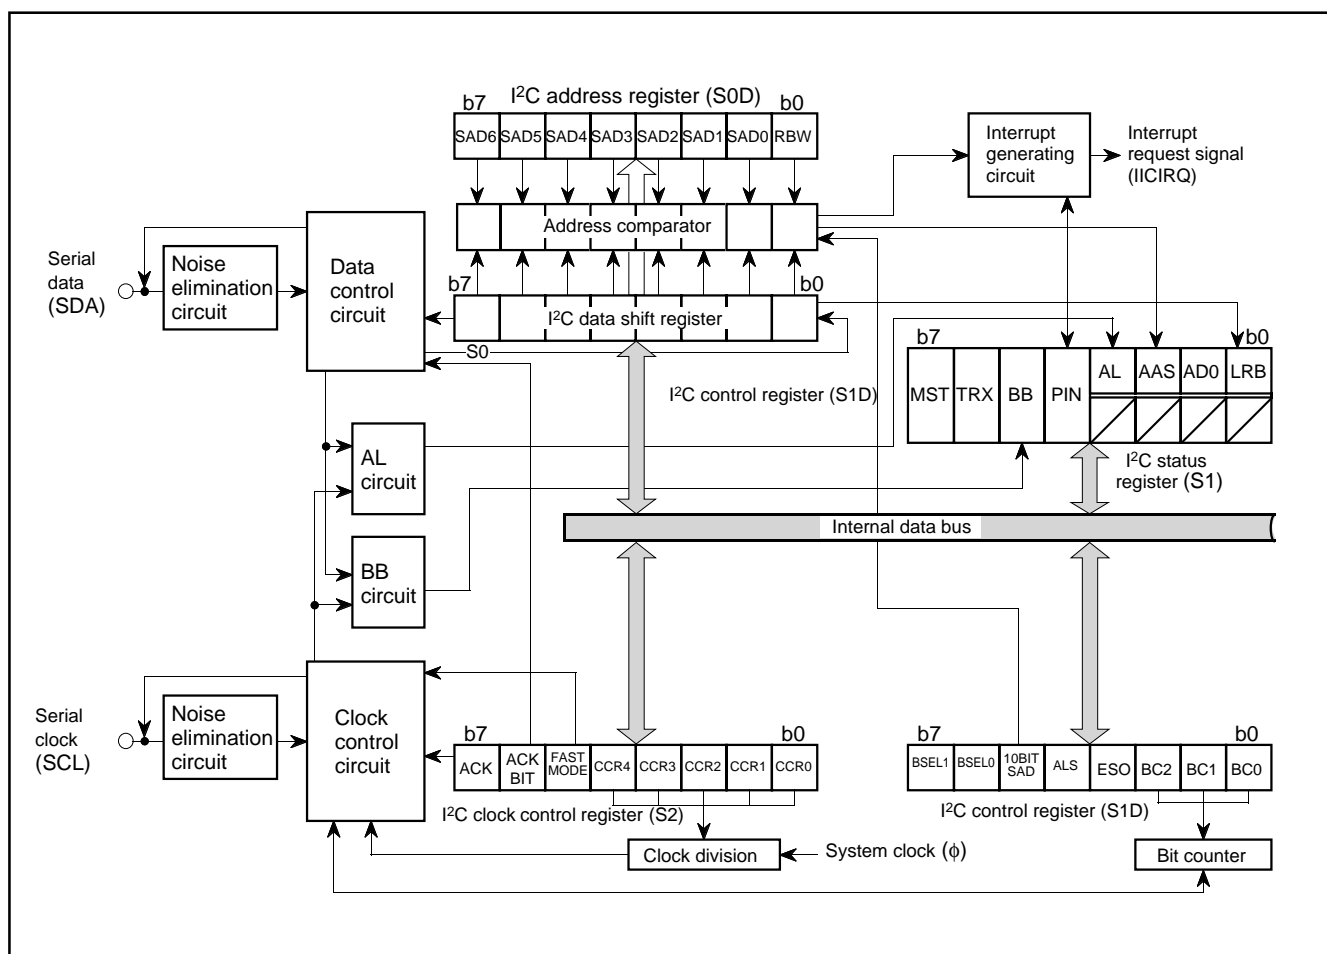 I²C address register (S0D)
b7 b0
SAD6 SAD5 SAD4 SAD3 SAD2 SAD1 SAD0 RBW
Interrupt
generating
circuit
Interrupt
request signal
(IICIRQ)
Address comparator
Serial
data
(SDA)
Noise
elimination
circuit
Data
control
circuit
b7 b0
I²C data shift register
S0
b7 b0
MST TRX BB PIN AL AAS AD0 LRB
I²C control register (S1D)
I²C status
register (S1)
AL
circuit
Internal data bus
BB
circuit
Serial
clock
(SCL)
Noise
elimination
circuit
Clock
control
circuit
b7 b0
ACK ACK BIT FAST MODE CCR4 CCR3 CCR2 CCR1 CCR0
I²C clock control register (S2)
b7 b0
BSEL1 BSEL0 10BIT SAD ALS ESO BC2 BC1 BC0
I²C control register (S1D)
Clock division
System clock (ϕ)
Bit counter